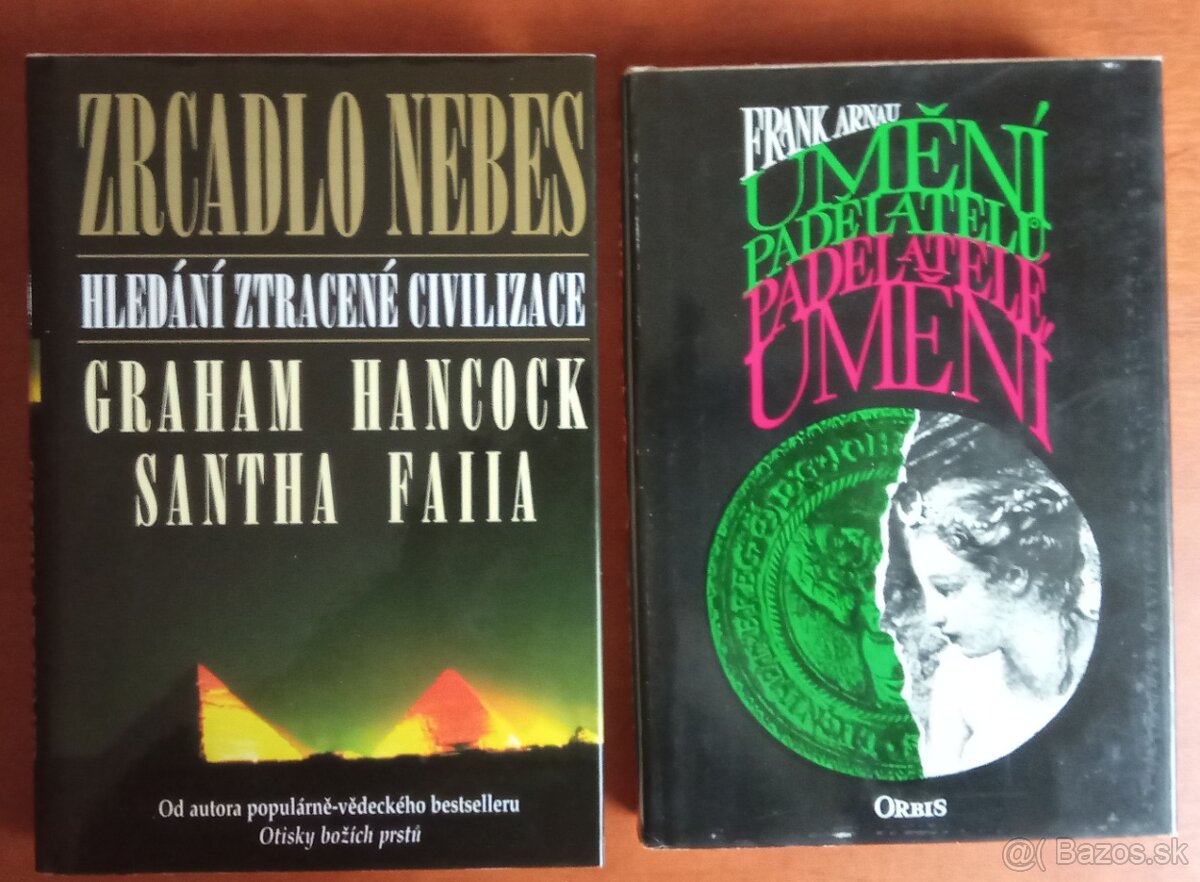 ZRCADLO NEBES
HLEDÁNÍ ZTRACENÉ CIVILIZACE
GRAHAM HANCOCK
SANTHA FAIIA
Od autora populárně-vědeckého bestselleru
Otisky božích prstů
FRANK ARNAU
UMĚNÍ
PADĚLATELŮ
PADĚLATELÉ
UMĚNÍ
ORBIS
@( Bazos.sk